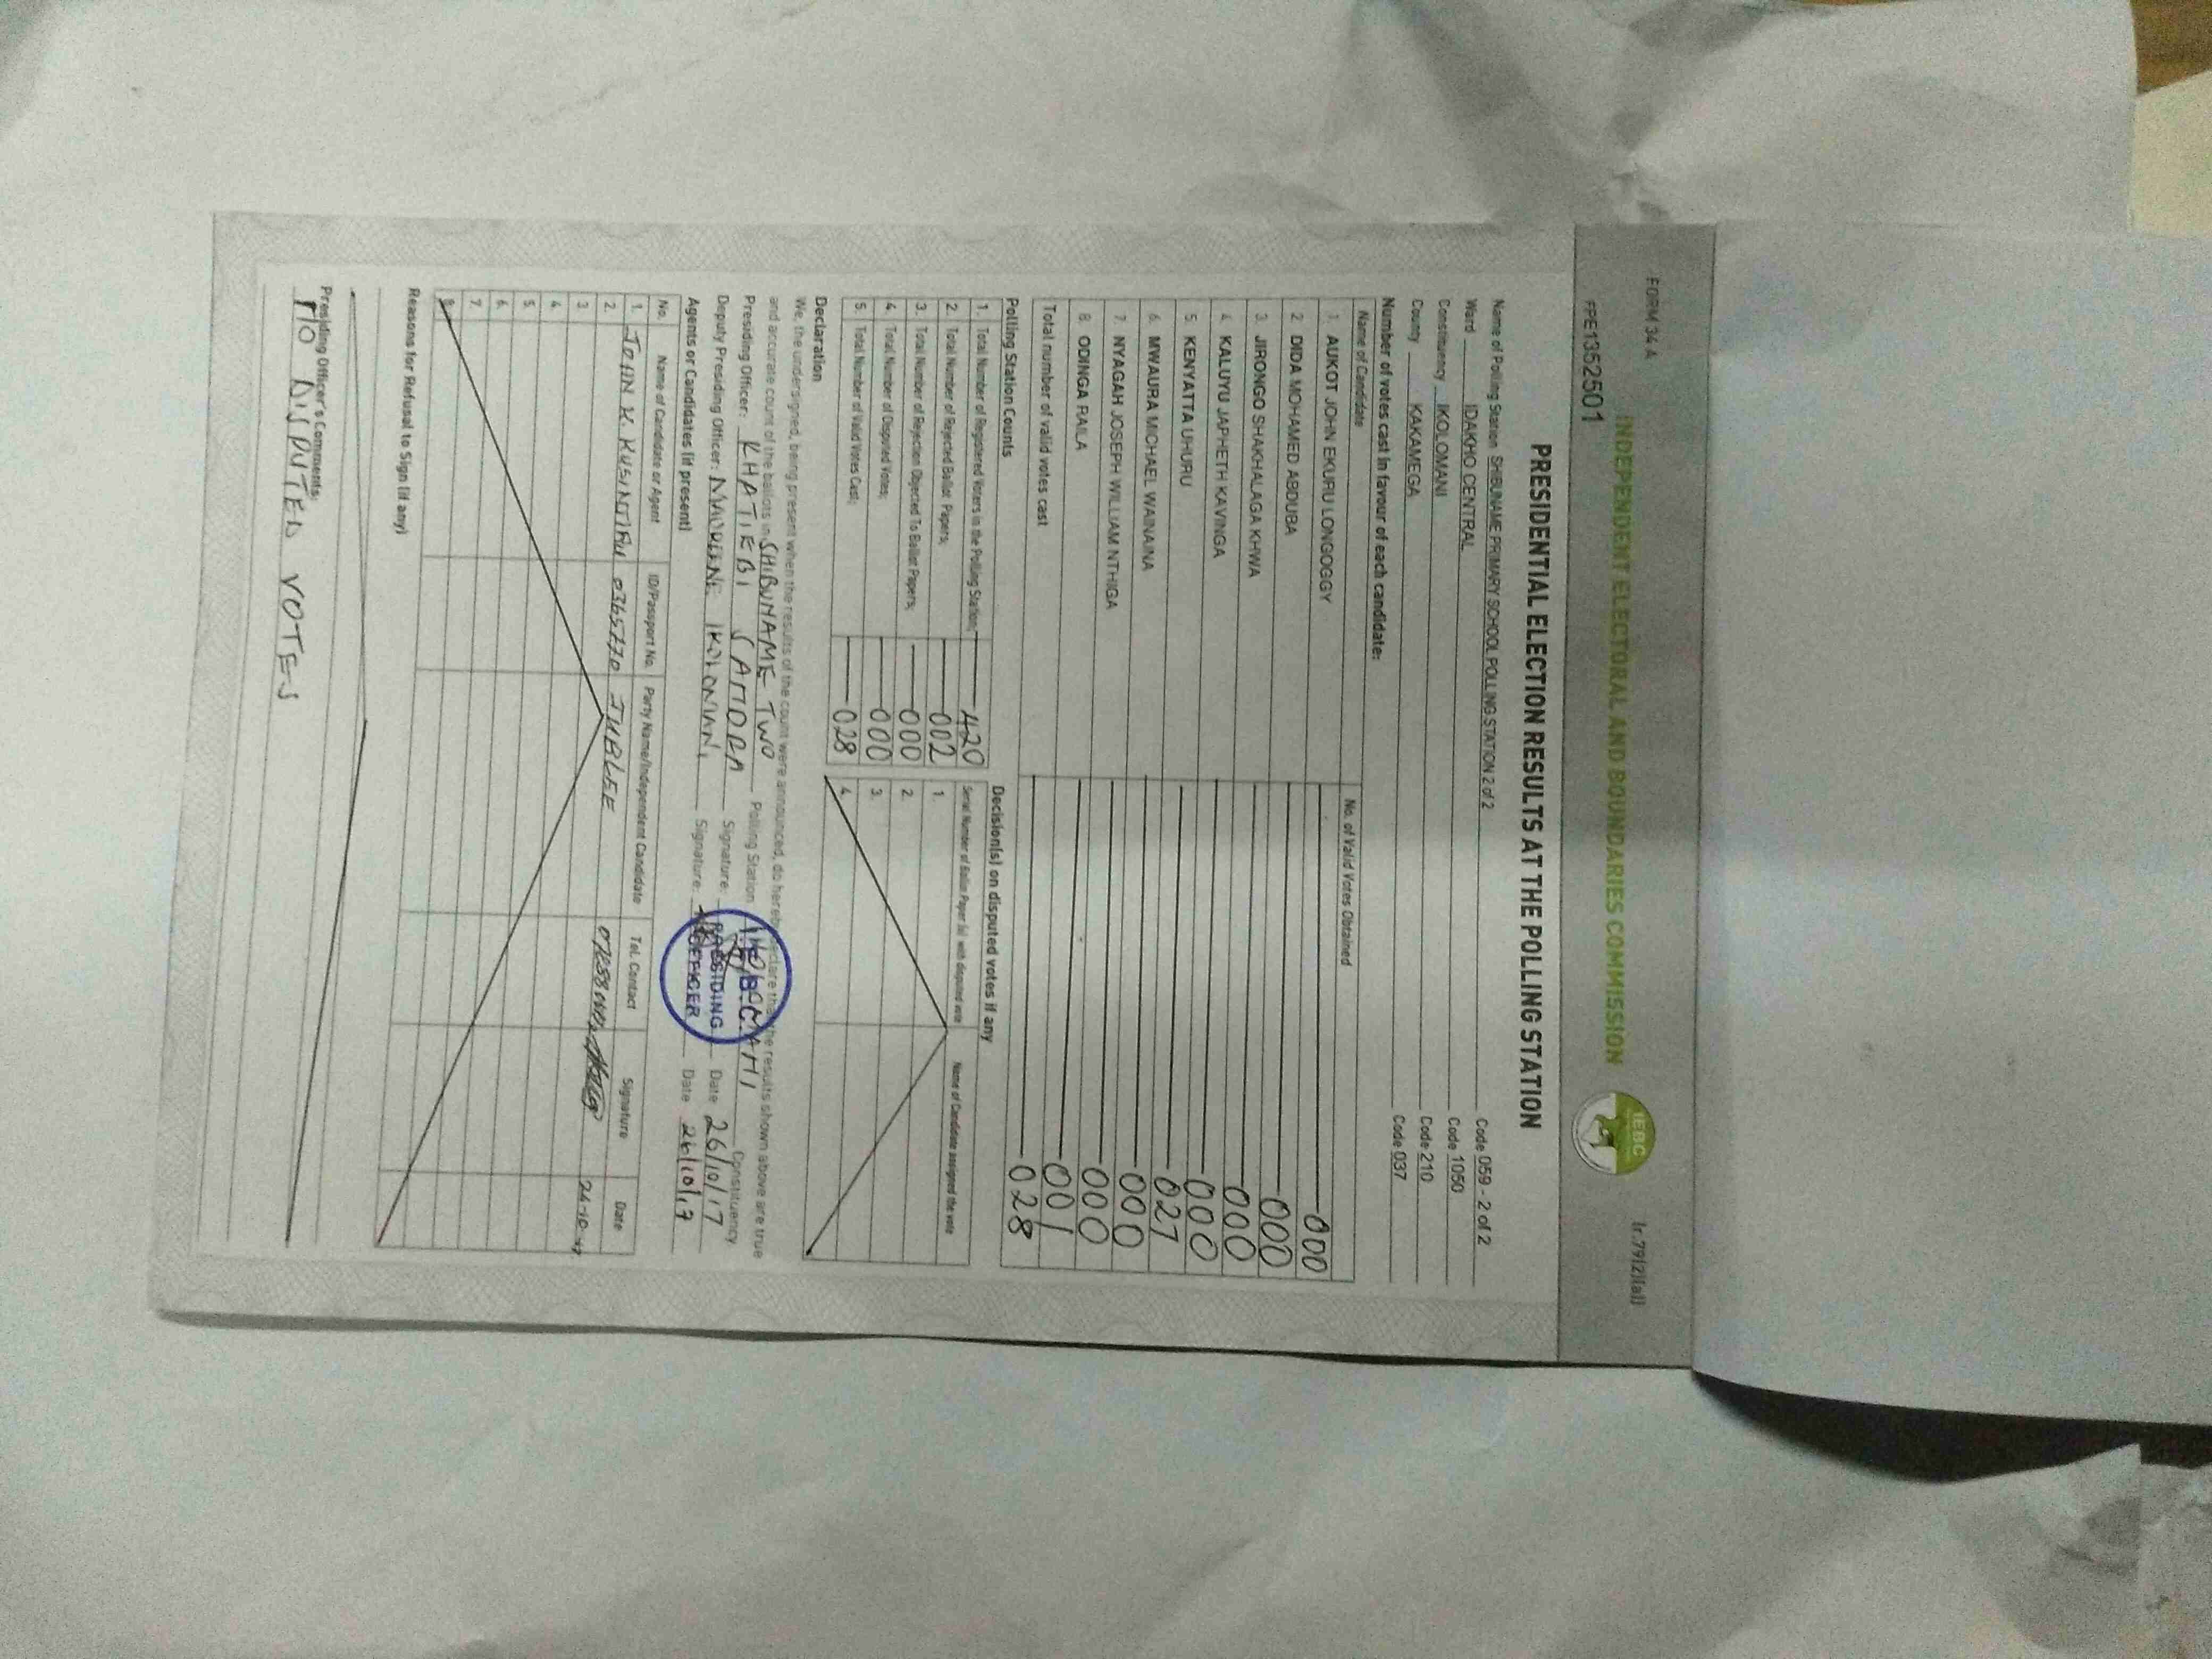 FORM 34 A
Ir.79(2)(a)
INDEPENDENT ELECTORAL AND BOUNDARIES COMMISSION
IEBC
PPE1352501
PRESIDENTIAL ELECTION RESULTS AT THE POLLING STATION
Name of Polling Station SHIBUNAME PRIMARY SCHOOL POLLING STATION 2 of 2 Code 059 - 2 of 2
Ward IDAKHO CENTRAL Code 1050
Constituency IKOLOMANI Code 210
County KAKAMEGA Code 037
Number of votes cast in favour of each candidate:
Name of Candidate No. of Valid Votes Obtained
1. AUKOT JOHN EKURU LONGOGGY 000
2. DIDA MOHAMED ABDUBA 000
3. JIRONGO SHAKHALAGA KHWA 000
4. KALUYU JAPHETH KAVINGA 000
5. KENYATTA UHURU 027
6. MWAURA MICHAEL WAINAINA 000
7. NYAGAH JOSEPH WILLIAM NTHIGA 000
8. ODINGA RAILA 001
Total number of valid votes cast 028
Polling Station Counts
1. Total Number of Registered Voters in the Polling Station; 420
2. Total Number of Rejected Ballot Papers; 002
3. Total Number of Rejection Objected To Ballot Papers; 000
4. Total Number of Disputed Votes; 000
5. Total Number of Valid Votes Cast; 028
Decision(s) on disputed votes if any
Serial Number of Ballot Paper (s) with disputed vote Name of Candidate assigned the vote
1.
2.
3.
4.
Declaration
We, the undersigned, being present when the results of the count were announced, do hereby declare that the results shown above are true
and accurate count of the ballots in SHIBUNAME TWO Polling Station Constituency
Presiding Officer: KHATIEBI SANDRA Signature: Date 26/10/17
Deputy Presiding Officer: IKOLOMANI Signature: Date 26/10/17
I.E.B.C.
PRESIDING
OFFICER
Agents or Candidates (if present)
No. Name of Candidate or Agent ID/Passport No. Party Name/Independent Candidate Tel. Contact Signature Date
1. JOHN K. 0365770 JUBLEE 26-10-17
2.
3
4.
5.
6.
7.
8.
Reasons for Refusal to Sign (if any)
Presiding Officer's Comments:
NO DISPUTED VOTES